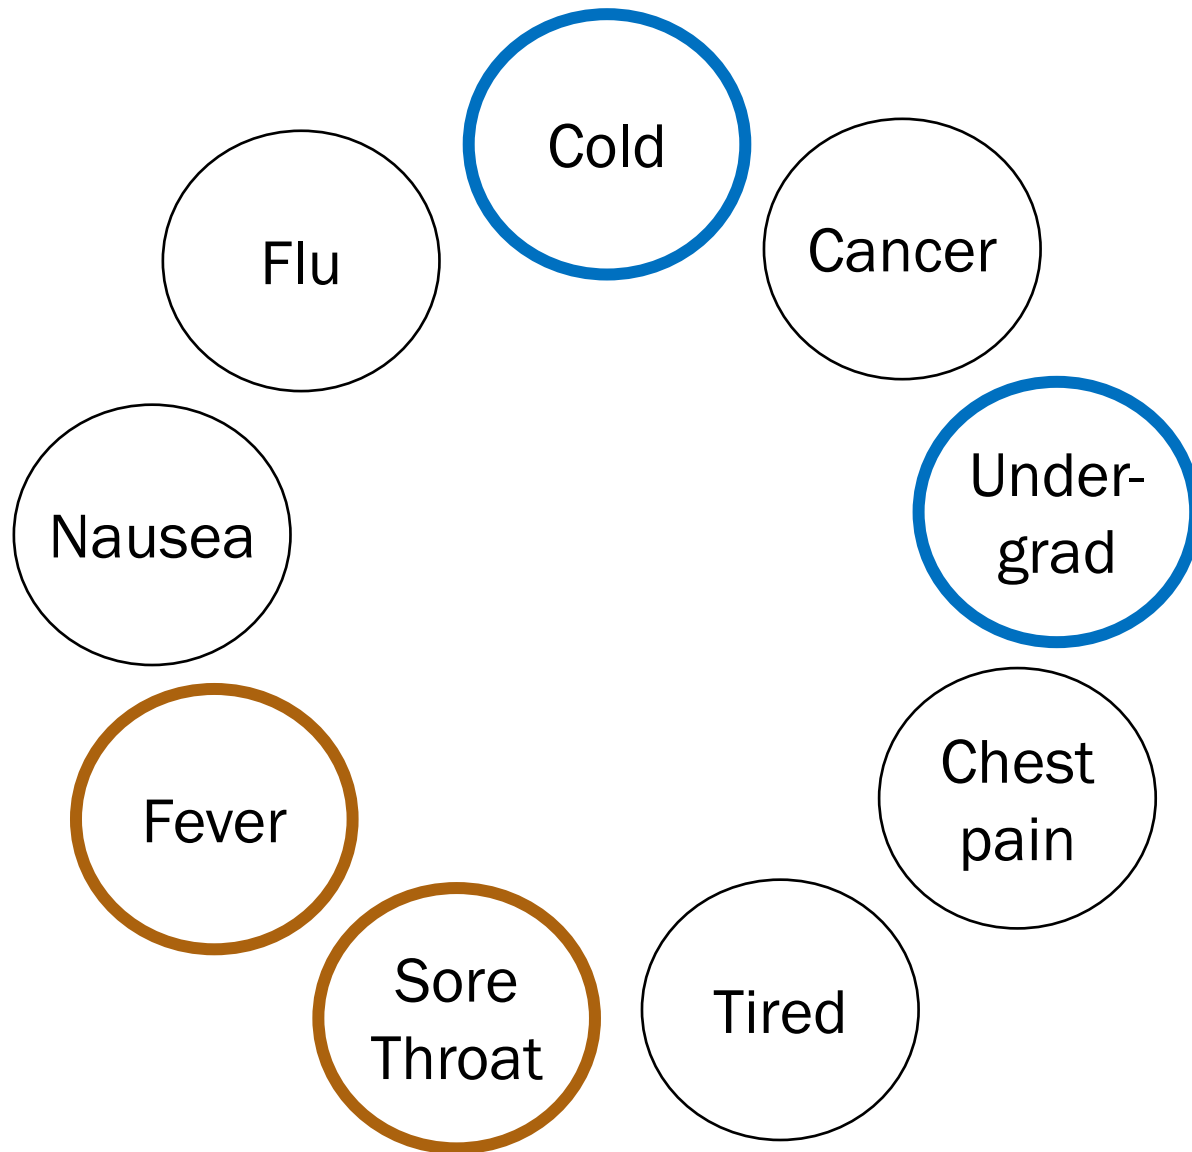 Cold
Flu
Cancer
Under-
grad
Nausea
Chest
pain
Fever
Sore
Throat
Tired